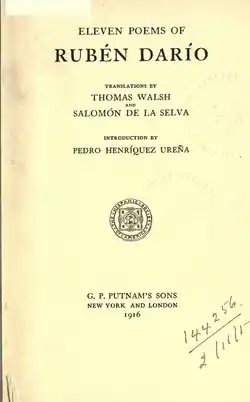 ELEVEN POEMS OF
RUBÉN DARÍO
TRANSLATIONS BY
THOMAS WALSH
AND
SALOMÓN DE LA SELVA
INTRODUCTION BY
PEDRO HENRÍQUEZ UREÑA
G. P. PUTNAM'S SONS
NEW YORK AND LONDON
1916
144256